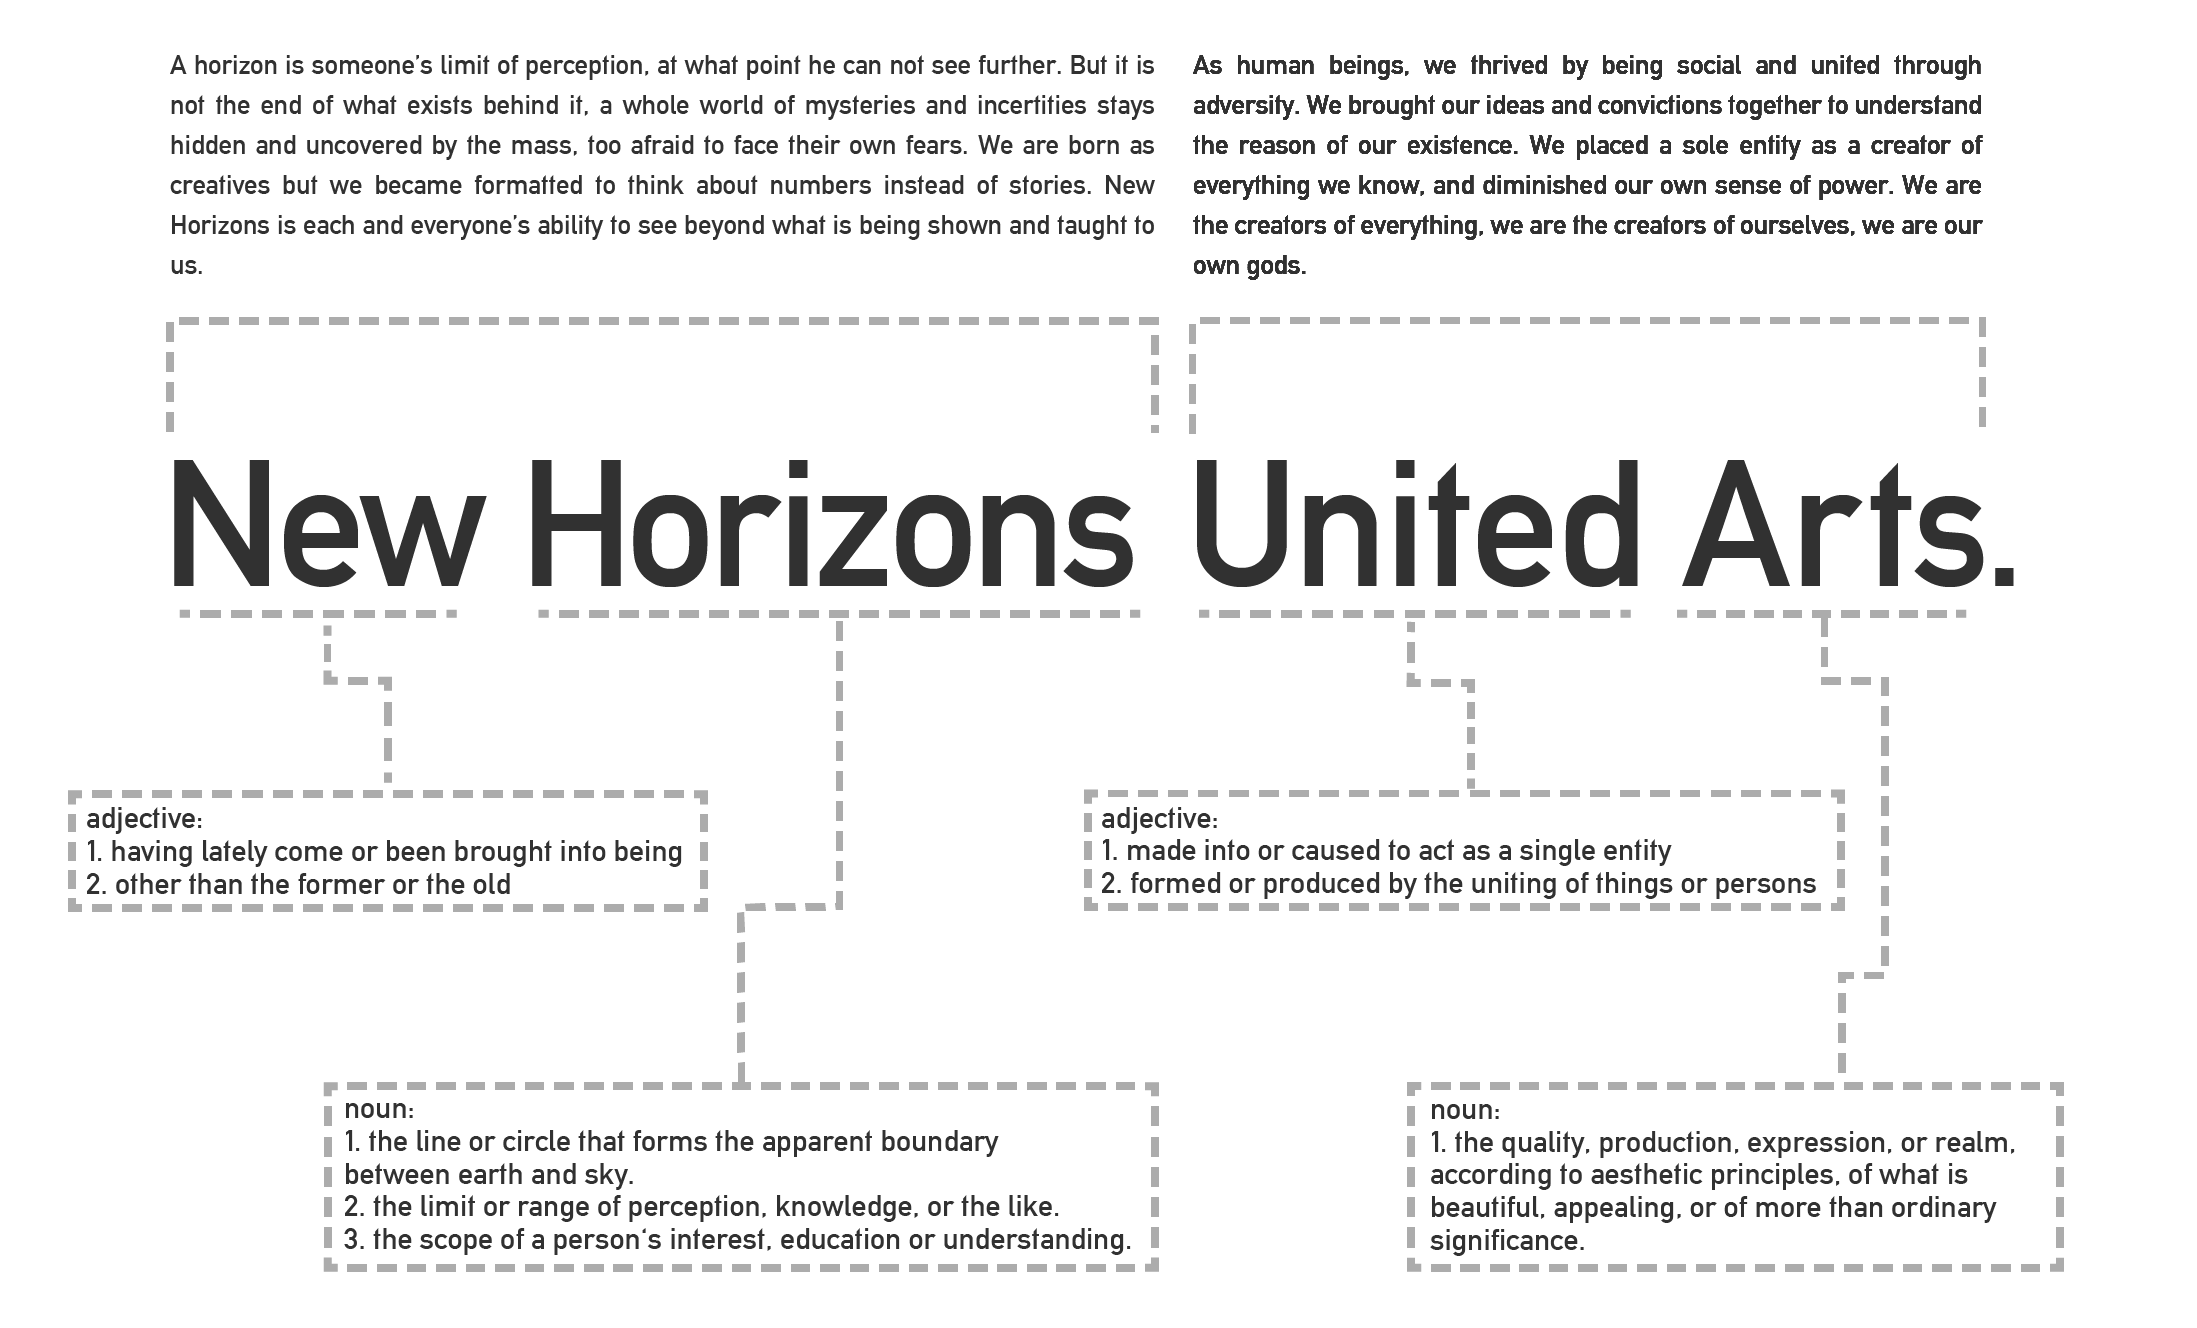 A horizon is someone’s limit of perception, at what point he can not see further. But it is
not the end of what exists behind it, a whole world of mysteries and incertities stays
hidden and uncovered by the mass, too afraid to face their own fears. We are born as
creatives but we became formatted to think about numbers instead of stories. New
Horizons is each and everyone’s ability to see beyond what is being shown and taught to
us.
As human beings, we thrived by being social and united through
adversity. We brought our ideas and convictions together to understand
the reason of our existence. We placed a sole entity as a creator of
everything we know, and diminished our own sense of power. We are
the creators of everything, we are the creators of ourselves, we are our
own gods.
New Horizons United Arts.
adjective:
1. having lately come or been brought into being
2. other than the former or the old
adjective:
1. made into or caused to act as a single entity
2. formed or produced by the uniting of things or persons
noun:
1. the line or circle that forms the apparent boundary
between earth and sky.
2. the limit or range of perception, knowledge, or the like.
3. the scope of a person‘s interest, education or understanding.
noun:
1. the quality, production, expression, or realm,
according to aesthetic principles, of what is
beautiful, appealing, or of more than ordinary
significance.